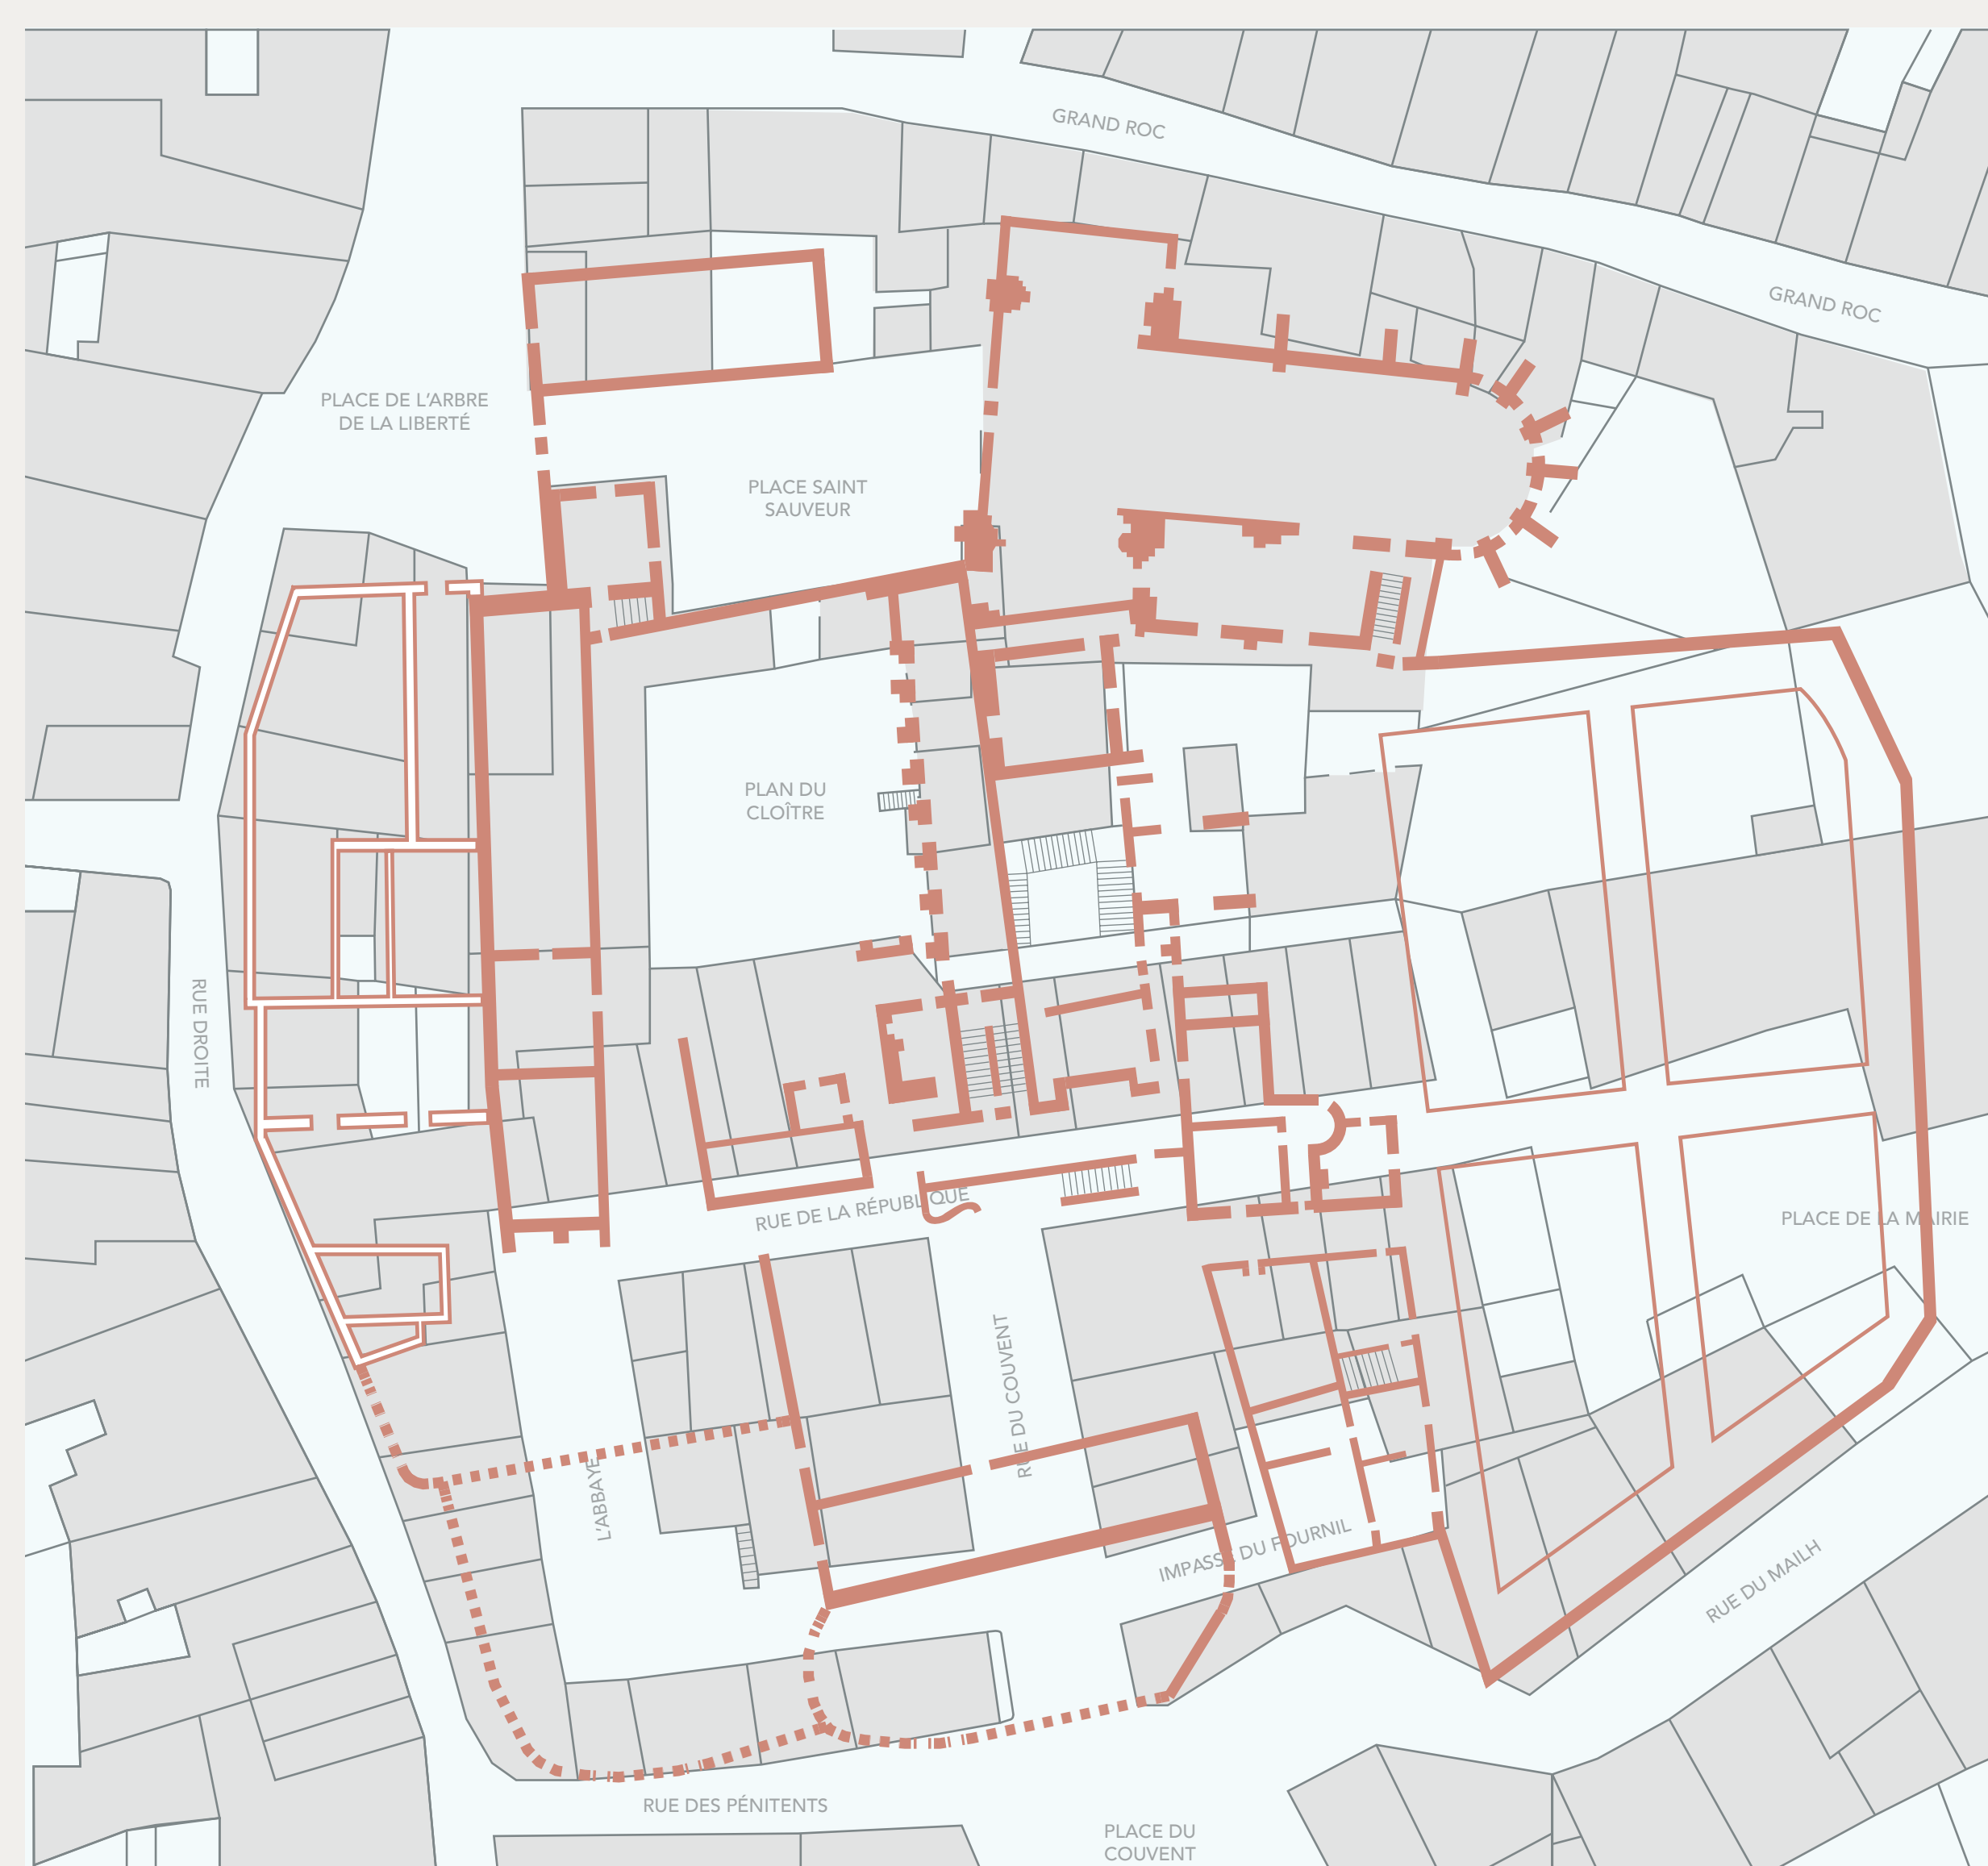 GRAND ROC
GRAND ROC
PLACE DE L’ARBRE
DE LA LIBERTÉ
PLACE SAINT
SAUVEUR
PLAN DU
CLOÎTRE
RUE DROITE
RUE DE LA RÉPUBLIQUE
PLACE DE LA MAIRIE
RUE DU COUVENT
L’ABBAYE
IMPASSE DU FOURNIL
RUE DU MAILH
RUE DES PÉNITENTS
PLACE DU
COUVENT